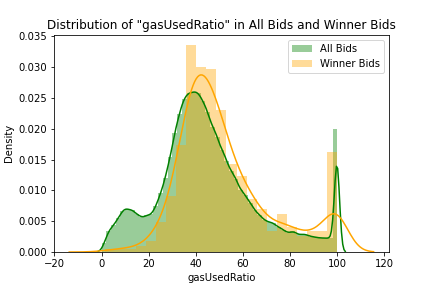 Distribution of "gasUsedRatio" in All Bids and Winner Bids
0.035
0.030
0.025
0.020
0.015
0.010
0.005
0.000
Density
All Bids
Winner Bids
−20 0 20 40 60 80 100 120
gasUsedRatio